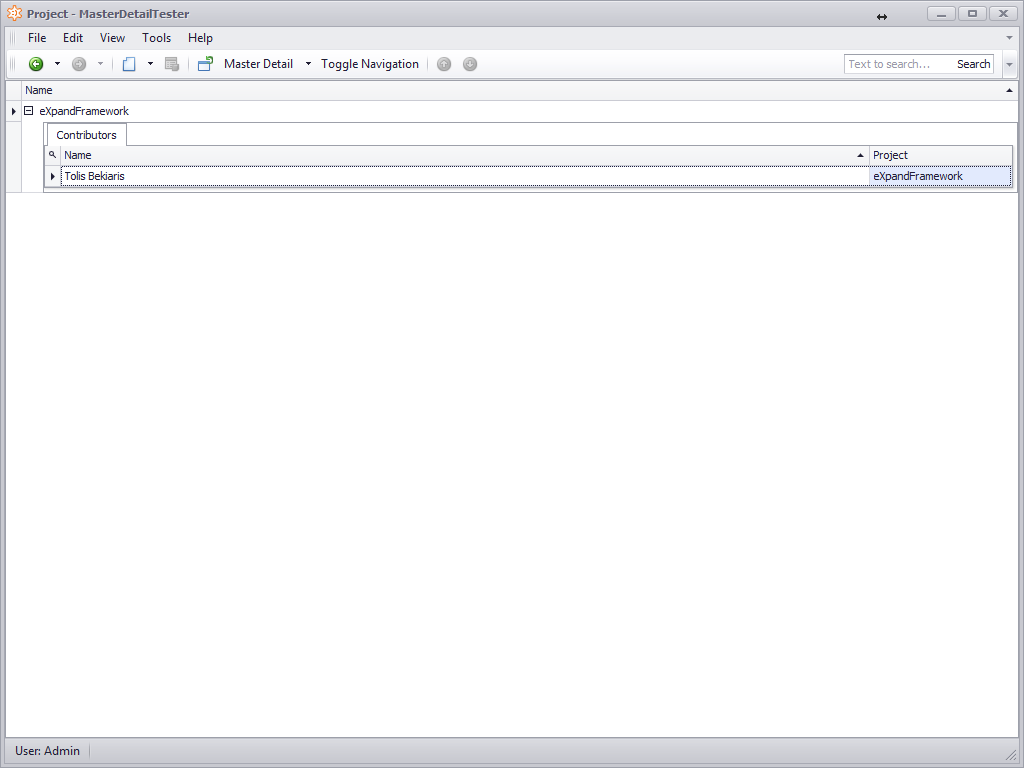 Project - MasterDetailTester
File Edit View Tools Help
Master Detail Toggle Navigation Text to search... Search
Name
eXpandFramework
Contributors
Name Project
Tolis Bekiaris eXpandFramework
User: Admin